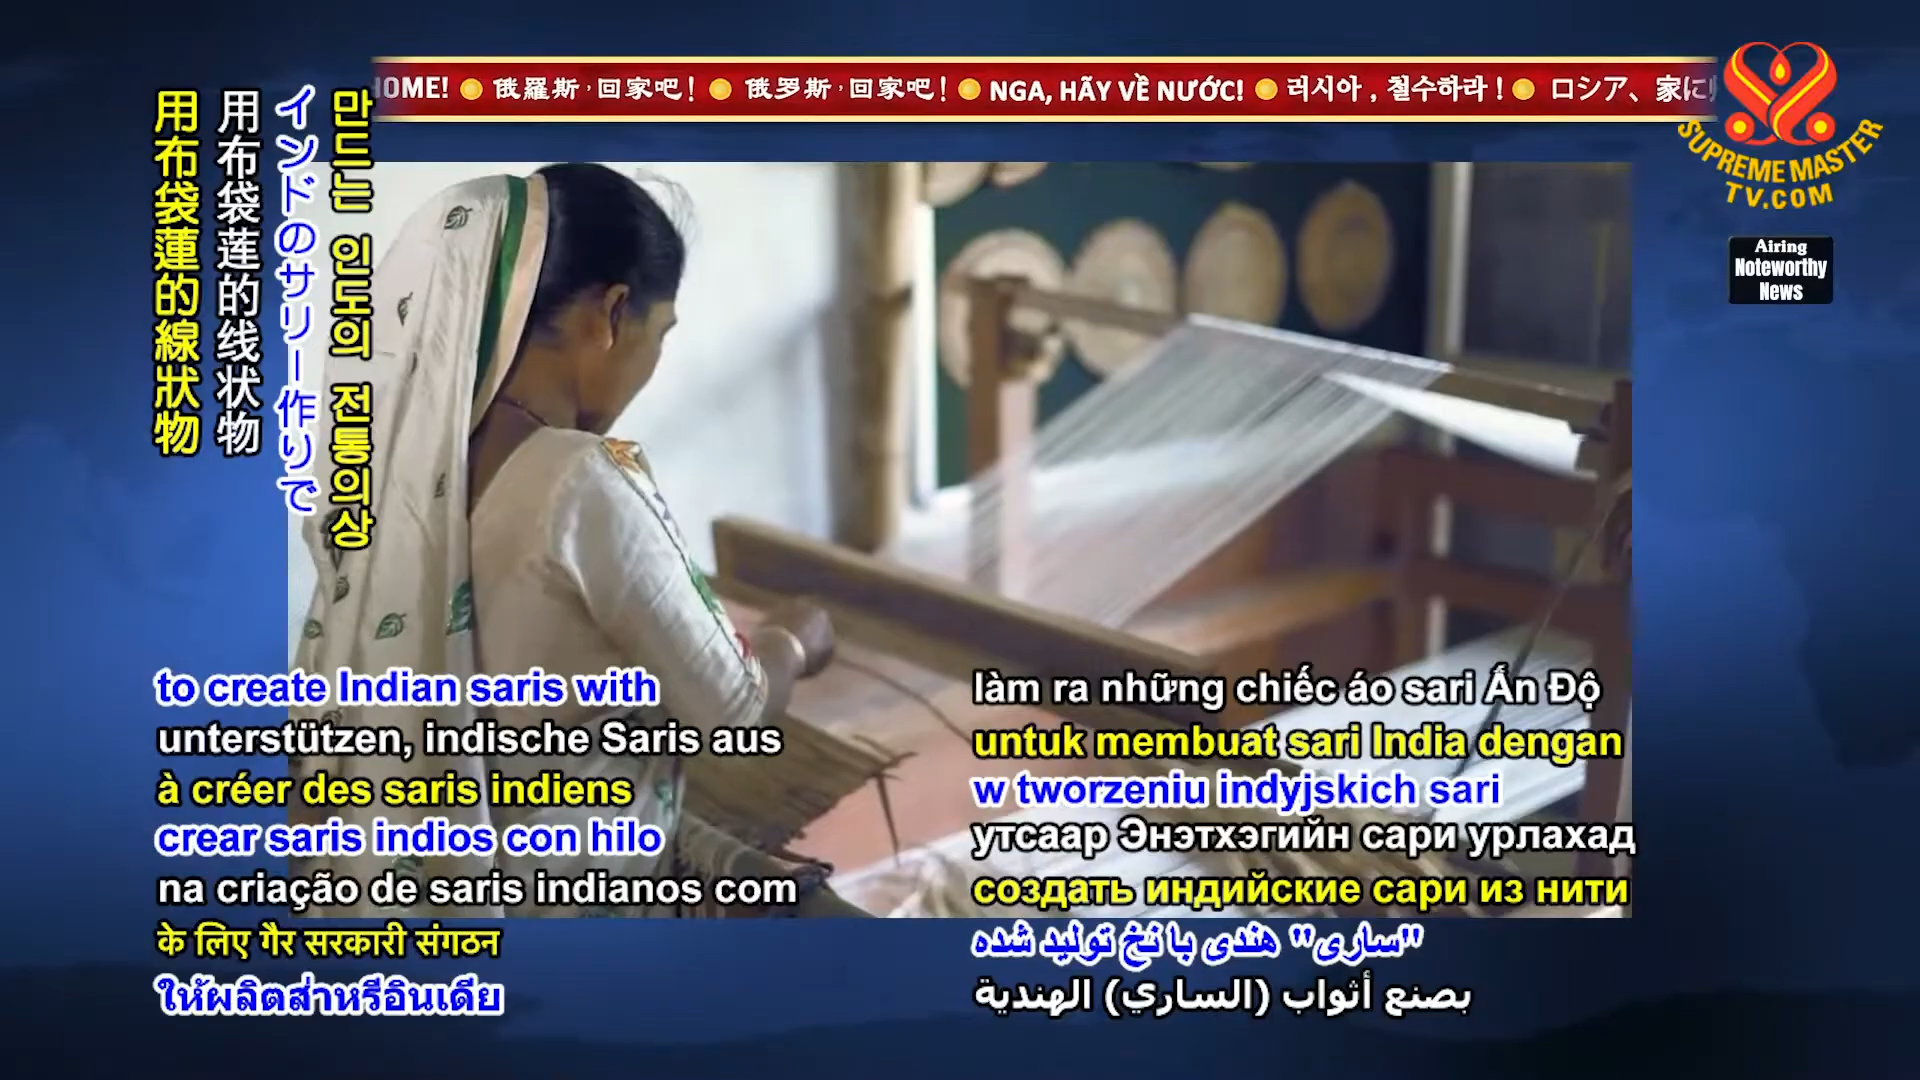 HOME! 俄羅斯，回家吧！ 俄罗斯，回家吧！ NGA, HÃY VỀ NƯỚC! 러시아, 철수하라! ロシア、家に
SUPREME MASTER
TV.COM
Airing
Noteworthy
News
用布袋蓮的線狀物
用布袋莲的线状物
インドのサリー作りで
만드는 인도의 전통의상
to create Indian saris with
unterstützen, indische Saris aus
à créer des saris indiens
crear saris indios con hilo
na criação de saris indianos com
के लिए गैर सरकारी संगठन
ให้ผลิตส่าหรีอินเดีย
làm ra những chiếc áo sari Ấn Độ
untuk membuat sari India dengan
w tworzeniu indyjskich sari
утсаар Энэтхэгийн сари урлахад
создать индийские сари из нити
"ساری" هندی با نخ تولید شده
بصنع أثواب (الساري) الهندية